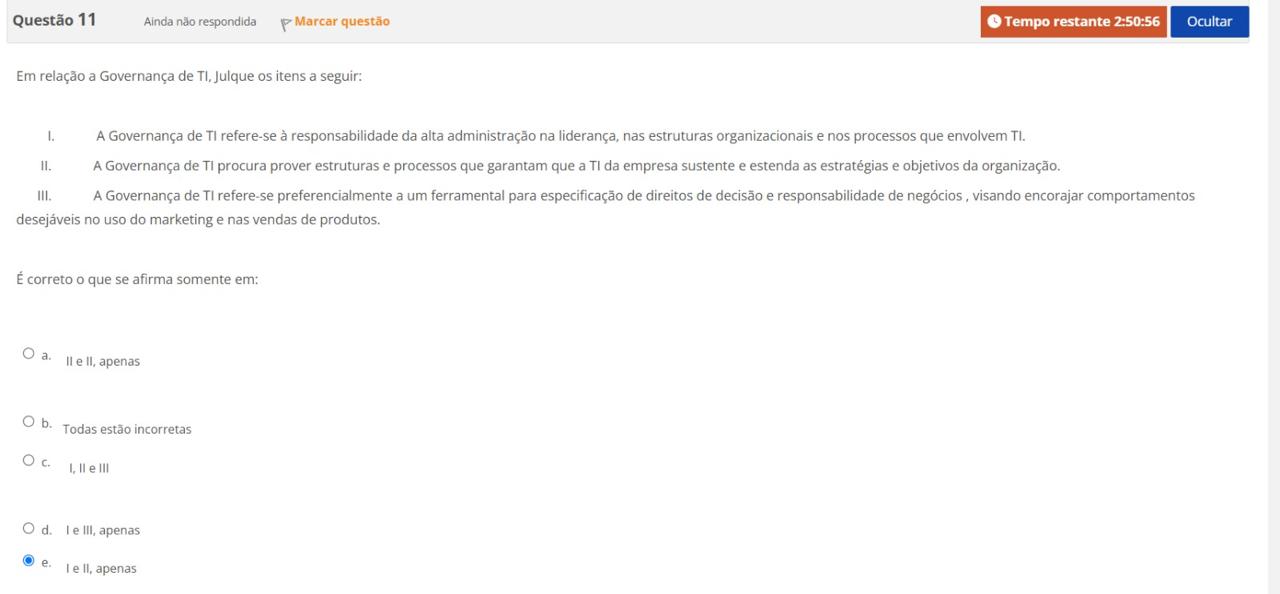 Questão 11 Ainda não respondida Marcar questão Tempo restante 2:50:56 Ocultar
Em relação a Governança de TI, Julque os itens a seguir:
I. A Governança de TI refere-se à responsabilidade da alta administração na liderança, nas estruturas organizacionais e nos processos que envolvem TI.
II. A Governança de TI procura prover estruturas e processos que garantam que a TI da empresa sustente e estenda as estratégias e objetivos da organização.
III. A Governança de TI refere-se preferencialmente a um ferramental para especificação de direitos de decisão e responsabilidade de negócios , visando encorajar comportamentos
desejáveis no uso do marketing e nas vendas de produtos.
É correto o que se afirma somente em:
a. II e II, apenas
b. Todas estão incorretas
c. I, II e III
d. I e III, apenas
e. I e II, apenas